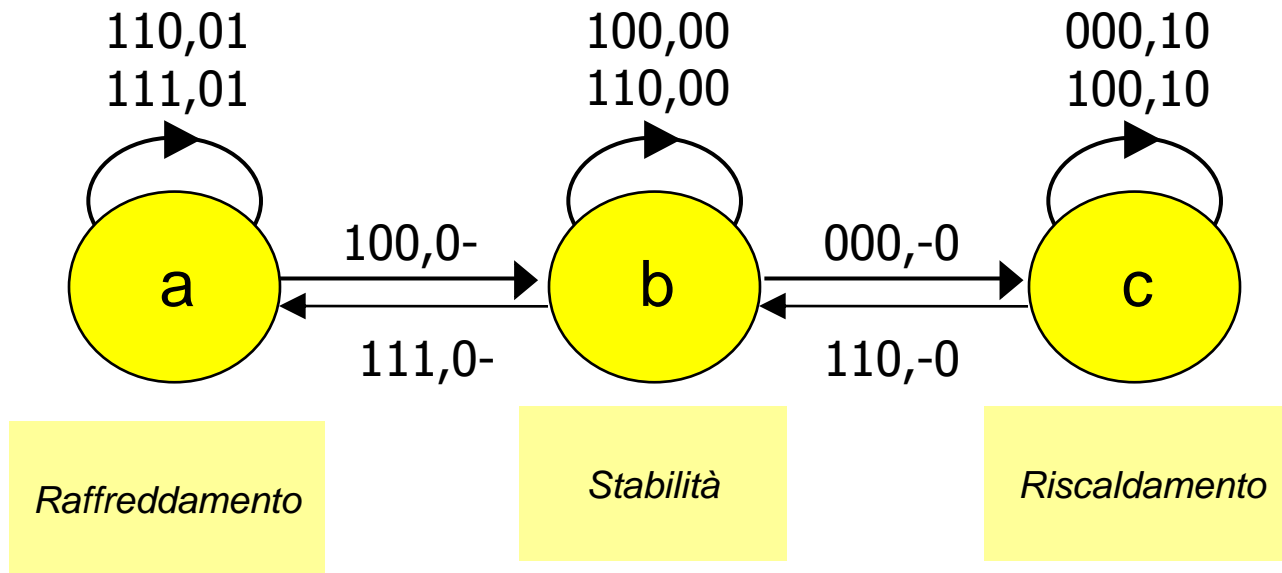 110,01
111,01
100,00
110,00
000,10
100,10
a
100,0-
111,0-
b
000,-0
110,-0
c
Raffreddamento
Stabilità
Riscaldamento